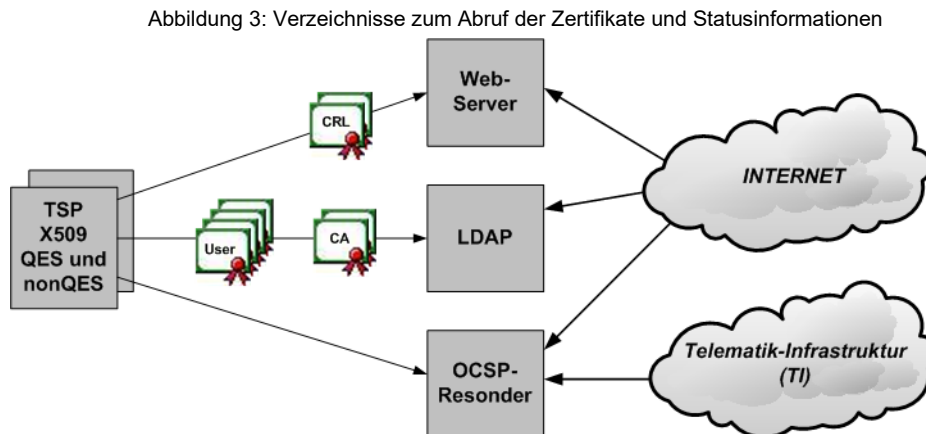 Abbildung 3: Verzeichnisse zum Abruf der Zertifikate und Statusinformationen
Web-
Server
CRL
INTERNET
TSP
X509
QES und
nonQES
User
CA
LDAP
OCSP-
Resonder
Telematik-Infrastruktur
(TI)